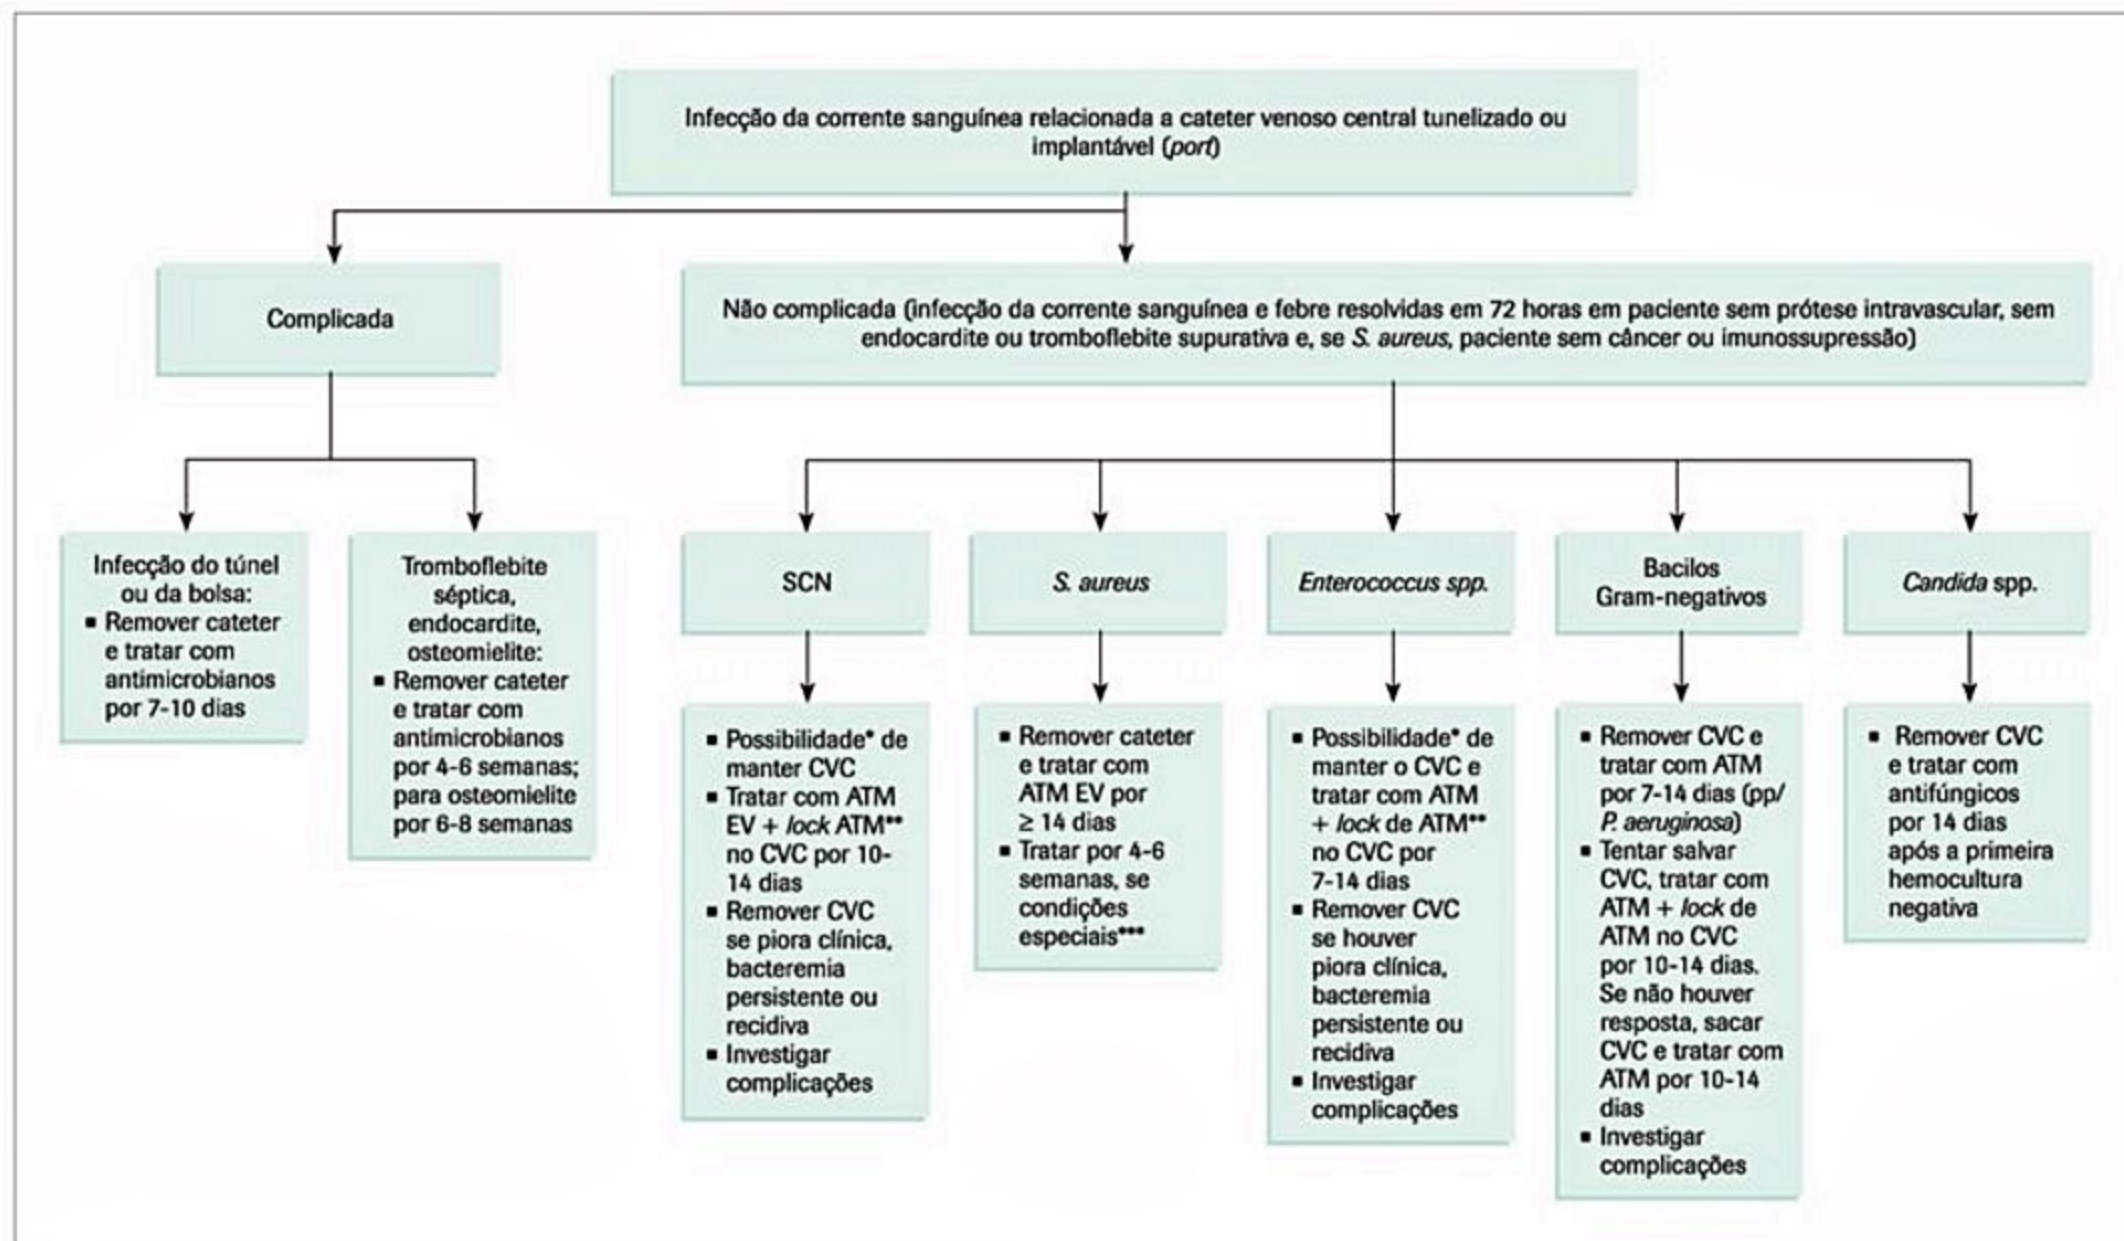 Infecção da corrente sanguínea relacionada a cateter venoso central tunelizado ou
implantável (port)
Complicada
Não complicada (infecção da corrente sanguínea e febre resolvidas em 72 horas em paciente sem prótese intravascular, sem
endocardite ou tromboflebite supurativa e, se S. aureus, paciente sem câncer ou imunossupressão)
Infecção do túnel
ou da bolsa:
▪ Remover cateter
e tratar com
antimicrobianos
por 7-10 dias
Tromboflebite
séptica,
endocardite,
osteomielite:
▪ Remover cateter
e tratar com
antimicrobianos
por 4-6 semanas;
para osteomielite
por 6-8 semanas
SCN
▪ Possibilidade* de
manter CVC
▪ Tratar com ATM
EV + lock ATM**
no CVC por 10-
14 dias
▪ Remover CVC
se piora clínica,
bacteremia
persistente ou
recidiva
▪ Investigar
complicações
S. aureus
▪ Remover cateter
e tratar com
ATM EV por
≥ 14 dias
▪ Tratar por 4-6
semanas, se
condições
especiais***
Enterococcus spp.
▪ Possibilidade* de
manter o CVC e
tratar com ATM
+ lock de ATM**
no CVC por
7-14 dias
▪ Remover CVC
se houver
piora clínica,
bacteremia
persistente ou
recidiva
▪ Investigar
complicações
Bacilos
Gram-negativos
▪ Remover CVC e
tratar com ATM
por 7-14 dias (pp/
P. aeruginosa)
▪ Tentar salvar
CVC, tratar com
ATM + lock de
ATM no CVC
por 10-14 dias.
Se não houver
resposta, sacar
CVC e tratar com
ATM por 10-14
dias
▪ Investigar
complicações
Candida spp.
▪ Remover CVC
e tratar com
antifúngicos
por 14 dias
após a primeira
hemocultura
negativa